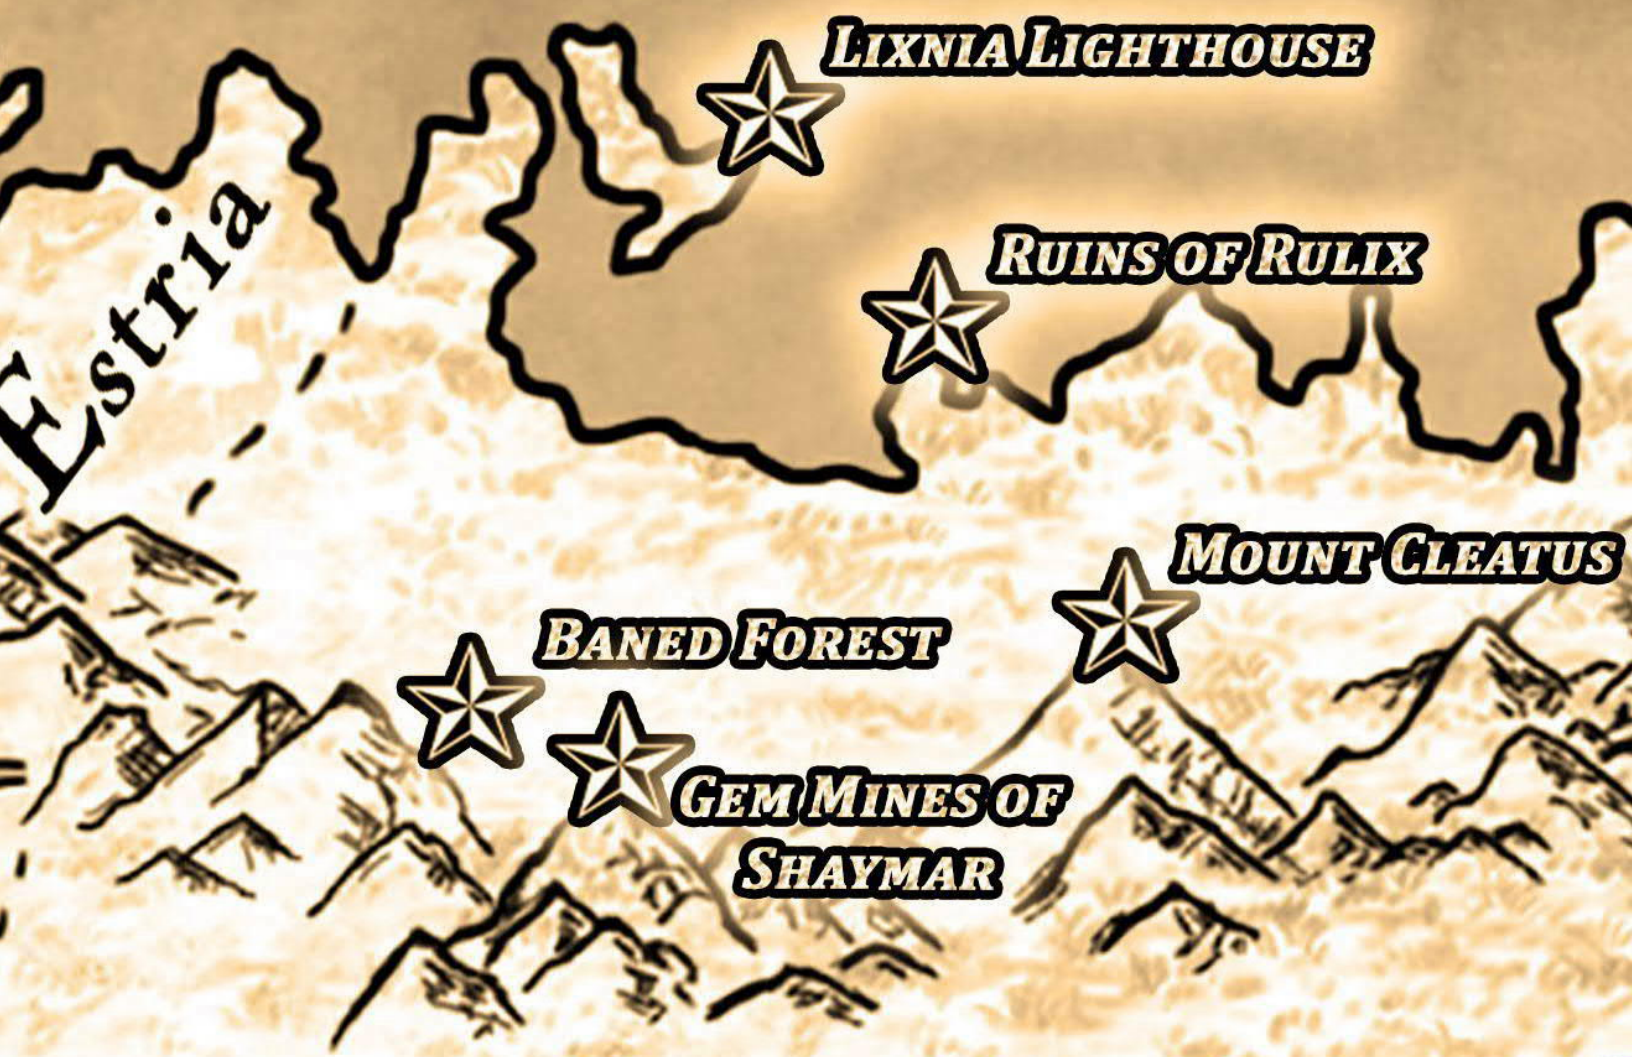 LIXNIA LIGHTHOUSE
Estria
RUINS OF RULIX
MOUNT CLEATUS
BANED FOREST
GEM MINES OF
SHAYMAR